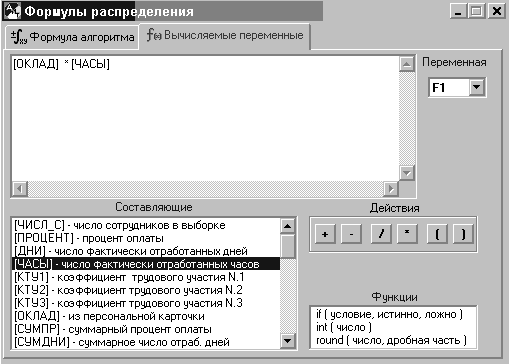 Формулы распределения
Формула алгоритма
Вычисляемые переменные
[ОКЛАД] * [ЧАСЫ]
Переменная
F1
Составляющие
[ЧИСЛ_С] - число сотрудников в выборке
[ПРОЦЕНТ] - процент оплаты
[ДНИ] - число фактически отработанных дней
[ЧАСЫ] - число фактически отработанных часов
[КТУ1] - коэффициент трудового участия N.1
[КТУ2] - коэффициент трудового участия N.2
[КТУ3] - коэффициент трудового участия N.3
[ОКЛАД] - из персональной карточки
[СУМПР] - суммарный процент оплаты
[СУМДНИ] - суммарное число отраб. дней
Действия
+ - / * ( )
Функции
if ( условие, истинно, ложно )
int ( число )
round ( число, дробная часть )